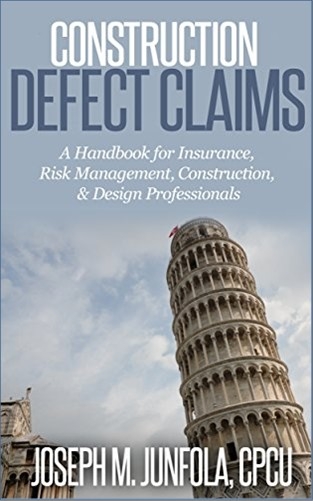 CONSTRUCTION
DEFECT CLAIMS
A Handbook for Insurance,
Risk Management, Construction,
& Design Professionals
JOSEPH M. JUNFOLA, CPCU